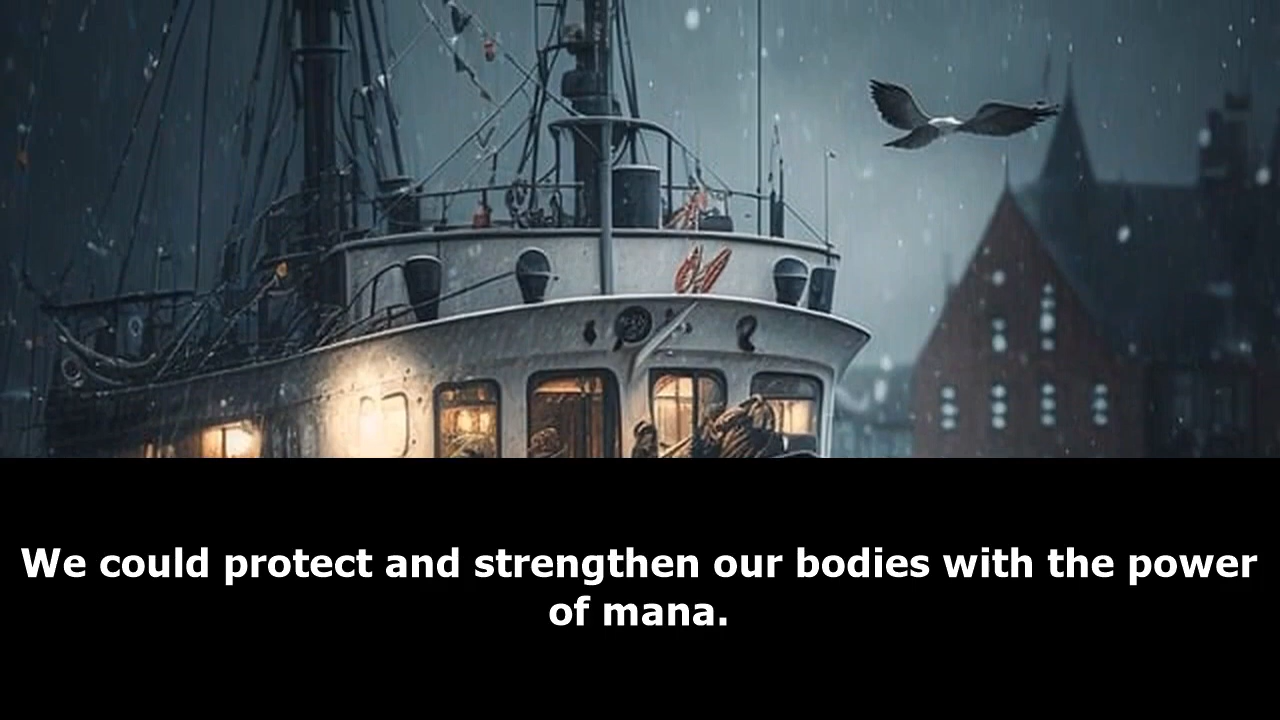 We could protect and strengthen our bodies with the power
of mana.